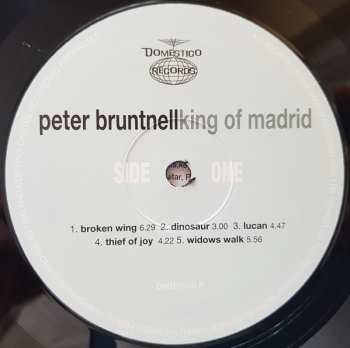 DOMESTICO
RECORDS
peter bruntnellking of madrid
SIDE ONE
1. broken wing 6.29 2. dinosaur 3.00 3. lucan 4.47
4. thief of joy 4.22 5. widows walk 5.56